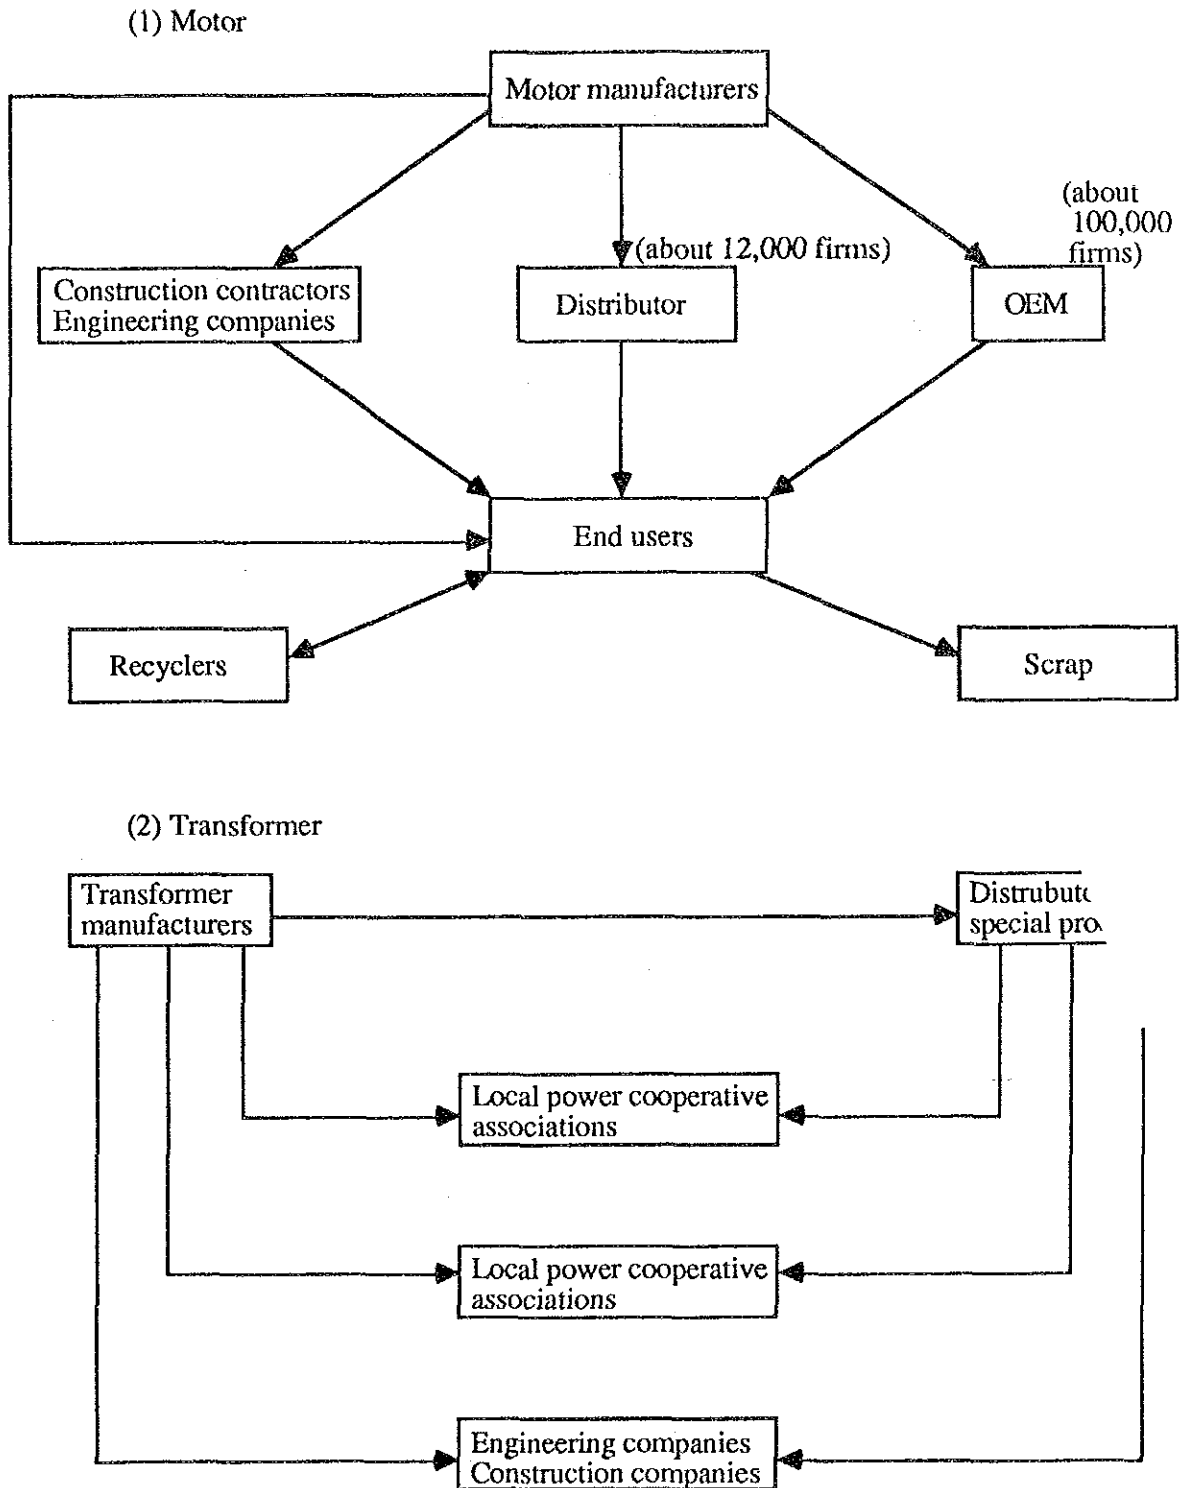 (1) Motor
Motor manufacturers
(about
100,000
firms)
(about 12,000 firms)
Construction contractors
Engineering companies
Distributor
OEM
End users
Recyclers
Scrap
(2) Transformer
Transformer
manufacturers
special
Local power cooperative
associations
Local power cooperative
associations
Engineering companies
Construction companies